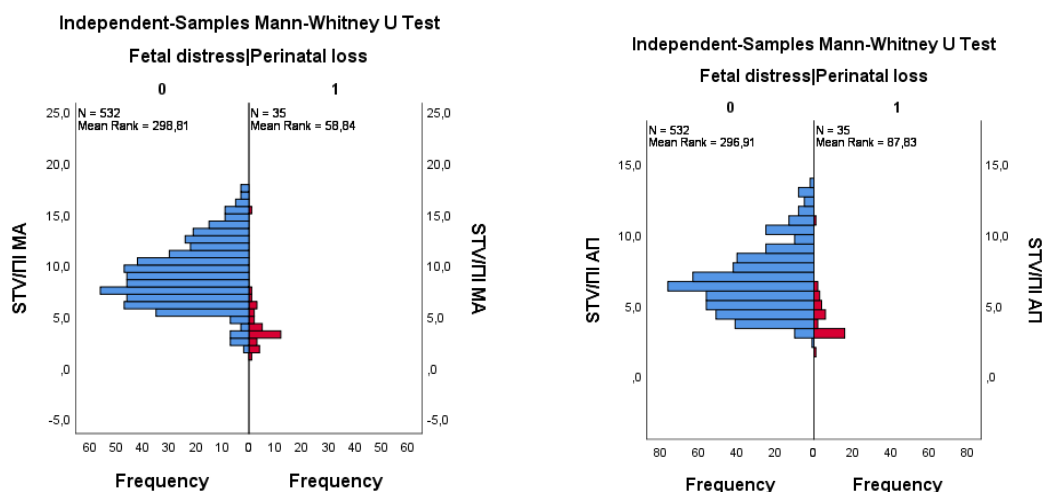 Independent-Samples Mann-Whitney U Test
Fetal distress|Perinatal loss
0 1
N = 532
Mean Rank = 298,81
N = 35
Mean Rank = 58,84
25,0
20,0
15,0
10,0
5,0
,0
-5,0
STV/ПI MA
25,0
20,0
15,0
10,0
5,0
,0
-5,0
STV/ПI MA
60 50 40 30 20 10 0 10 20 30 40 50 60
Frequency Frequency
Independent-Samples Mann-Whitney U Test
Fetal distress|Perinatal loss
0 1
N = 532
Mean Rank = 296,91
N = 35
Mean Rank = 87,83
15,0
10,0
5,0
,0
STV/ПI АП
15,0
10,0
5,0
,0
STV/ПI АП
80 60 40 20 0 20 40 60 80
Frequency Frequency